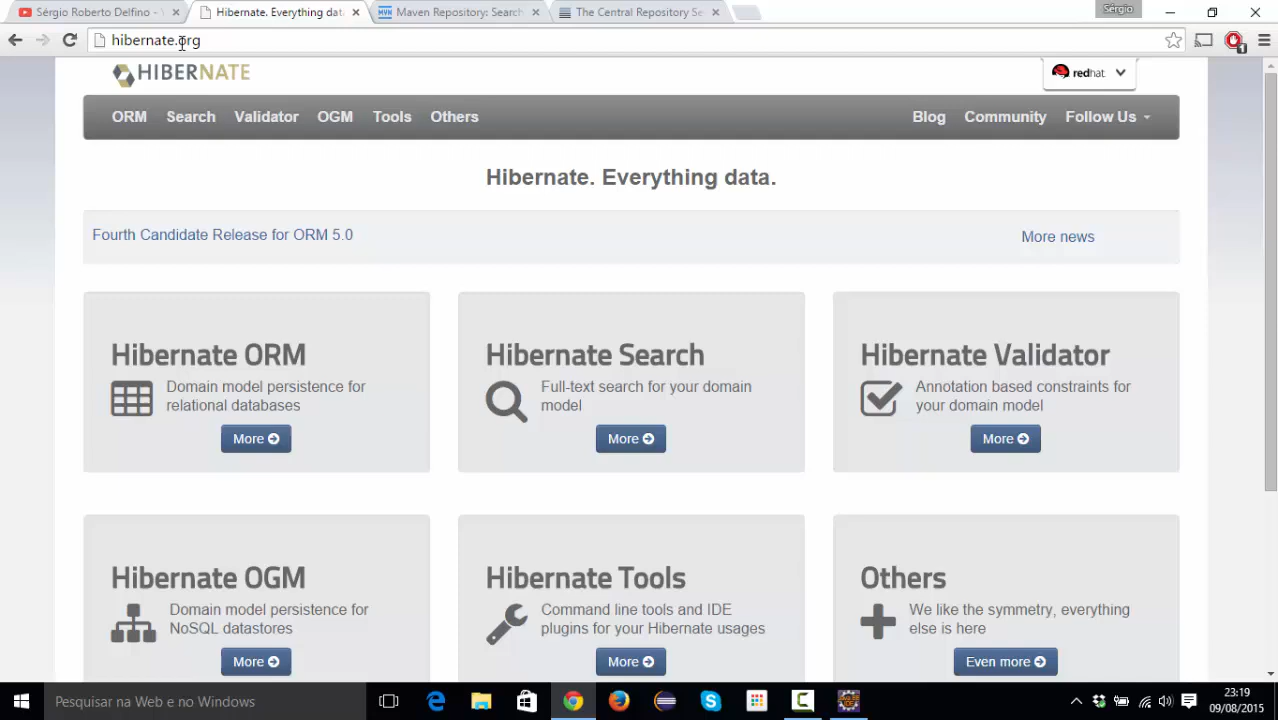 Sérgio Roberto Delfino -
Hibernate. Everything dat
Maven Repository: Search
The Central Repository Se
Sérgio
hibernate.org
1
HIBERNATE
redhat.
ORM Search Validator OGM Tools Others
Blog Community Follow Us
Hibernate. Everything data.
Fourth Candidate Release for ORM 5.0
More news
Hibernate ORM
Domain model persistence for
relational databases
More
Hibernate Search
Full-text search for your domain
model
More
Hibernate Validator
Annotation based constraints for
your domain model
More
Hibernate OGM
Domain model persistence for
NoSQL datastores
More
Hibernate Tools
Command line tools and IDE
plugins for your Hibernate usages
More
Others
We like the symmetry, everything
else is here
Even more
Pesquisar na Web e no Windows
23:19
09/08/2015